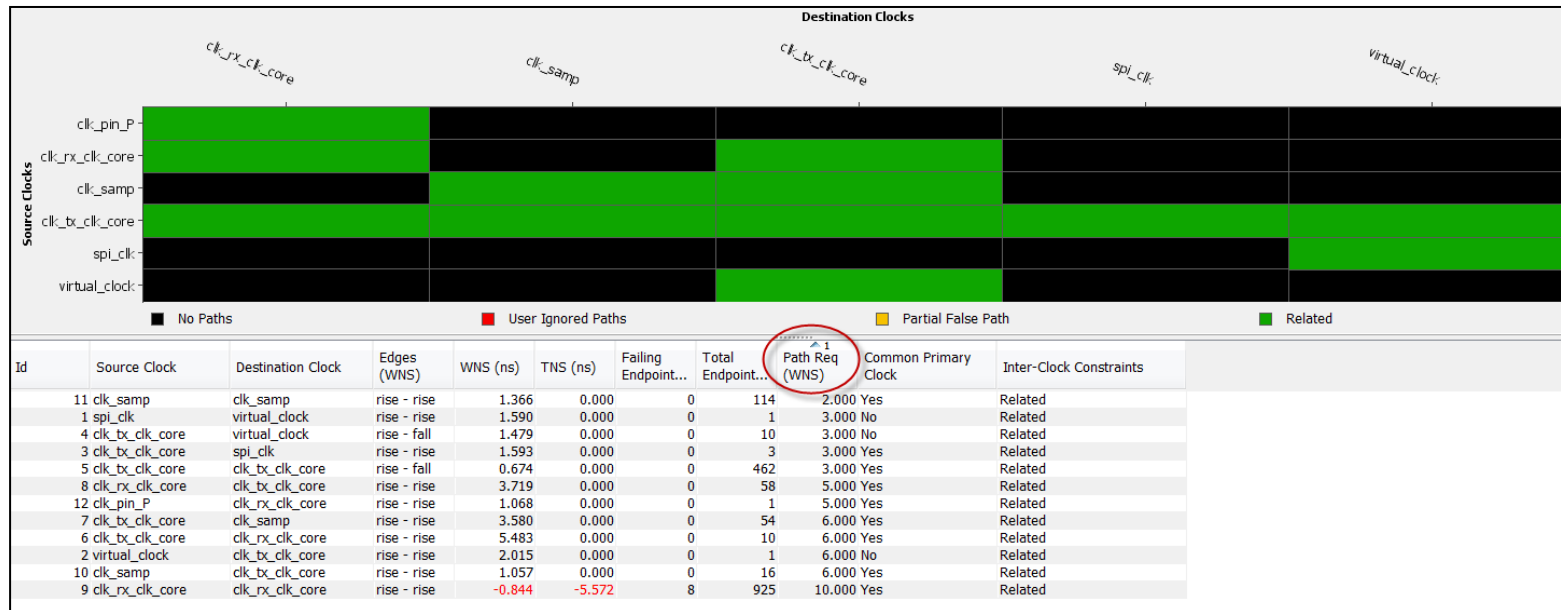 Destination Clocks
clk_rx_clk_core clk_samp clk_tx_clk_core spi_clk virtual_clock
Source Clocks
clk_pin_P
clk_rx_clk_core
clk_samp
clk_tx_clk_core
spi_clk
virtual_clock
No Paths User Ignored Paths Partial False Path Related
Id Source Clock Destination Clock Edges (WNS) WNS (ns) TNS (ns) Failing Endpoint... Total Endpoint... Path Req (WNS) 1 Common Primary Clock Inter-Clock Constraints
11 clk_samp clk_samp rise - rise 1.366 0.000 0 114 2.000 Yes Related
1 spi_clk virtual_clock rise - rise 1.590 0.000 0 1 3.000 No Related
4 clk_tx_clk_core virtual_clock rise - fall 1.479 0.000 0 10 3.000 No Related
3 clk_tx_clk_core spi_clk rise - rise 1.593 0.000 0 3 3.000 Yes Related
5 clk_tx_clk_core clk_tx_clk_core rise - fall 0.674 0.000 0 462 3.000 Yes Related
8 clk_rx_clk_core clk_tx_clk_core rise - rise 3.719 0.000 0 58 5.000 Yes Related
12 clk_pin_P clk_rx_clk_core rise - rise 1.068 0.000 0 1 5.000 Yes Related
7 clk_tx_clk_core clk_samp rise - rise 3.580 0.000 0 54 6.000 Yes Related
6 clk_tx_clk_core clk_rx_clk_core rise - rise 5.483 0.000 0 10 6.000 Yes Related
2 virtual_clock clk_tx_clk_core rise - rise 2.015 0.000 0 1 6.000 No Related
10 clk_samp clk_tx_clk_core rise - rise 1.057 0.000 0 16 6.000 Yes Related
9 clk_rx_clk_core clk_rx_clk_core rise - rise -0.844 -5.572 8 925 10.000 Yes Related